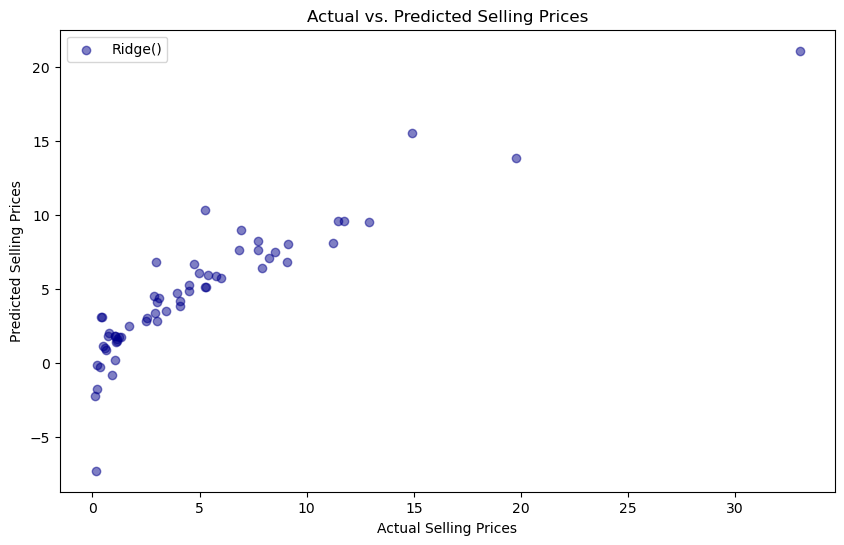 Actual vs. Predicted Selling Prices
Ridge()
Predicted Selling Prices
20
15
10
5
0
−5
0 5 10 15 20 25 30
Actual Selling Prices